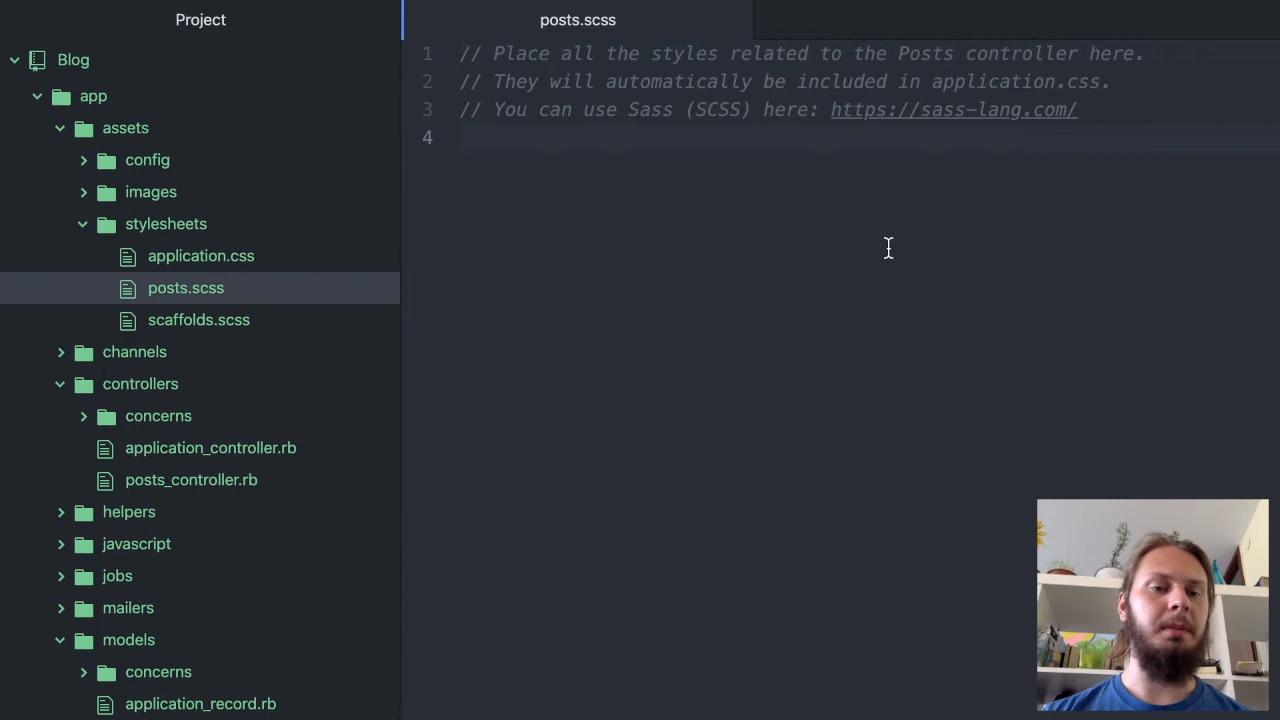 Project
posts.scss
Blog
app
assets
config
images
stylesheets
application.css
posts.scss
scaffolds.scss
channels
controllers
concerns
application_controller.rb
posts_controller.rb
helpers
javascript
jobs
mailers
models
concerns
application_record.rb
1 // Place all the styles related to the Posts controller here.
2 // They will automatically be included in application.css.
3 // You can use Sass (SCSS) here: https://sass-lang.com/
4